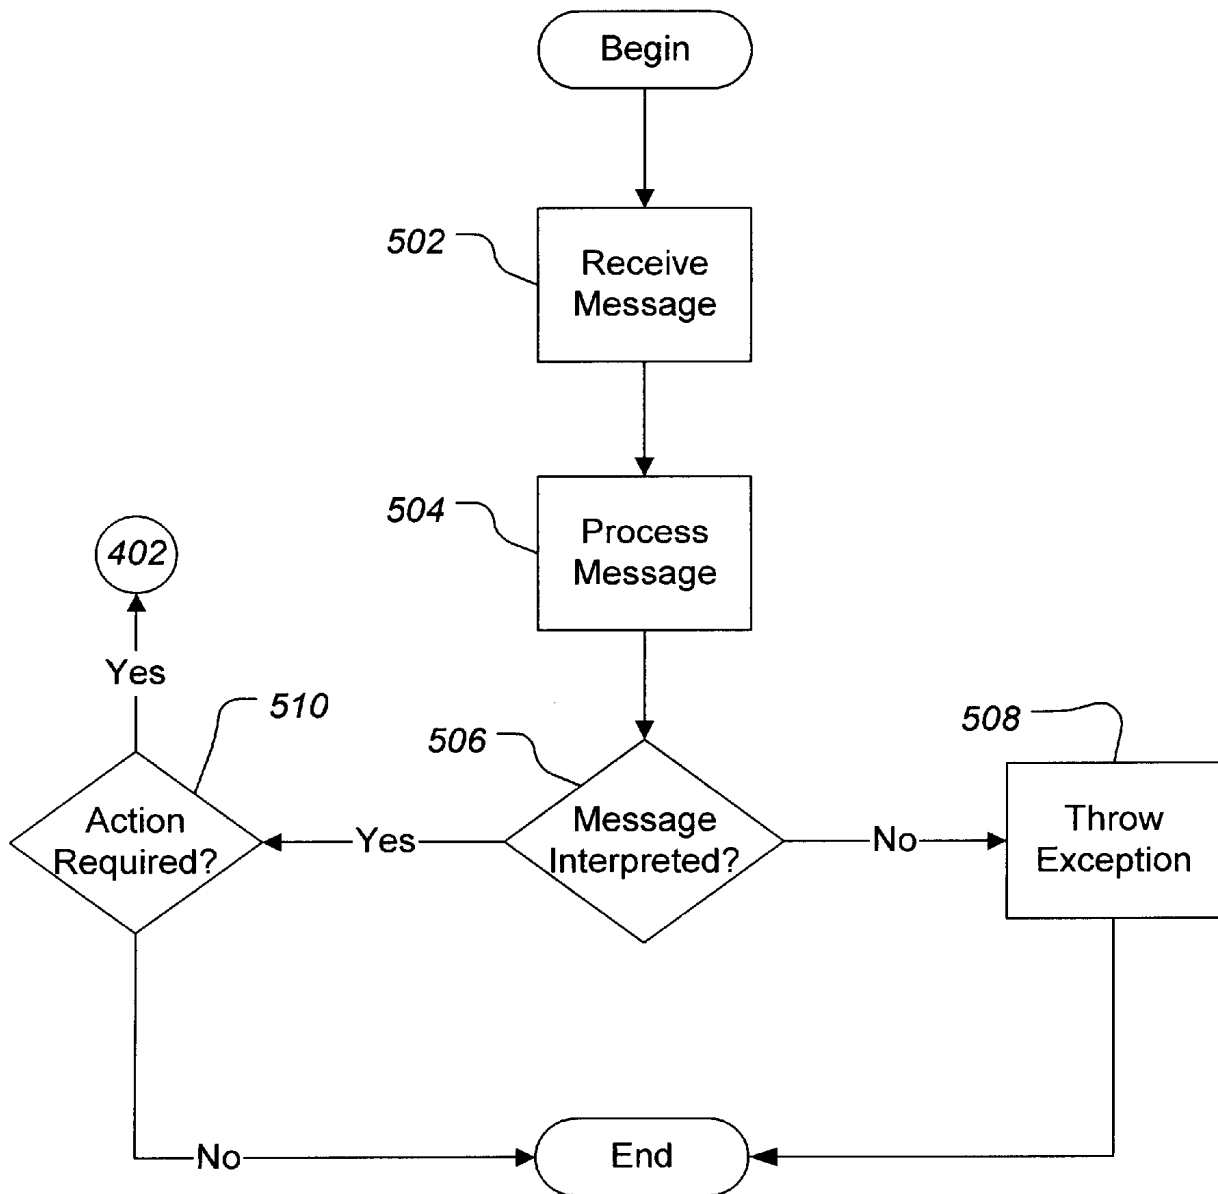 Begin
502
Receive
Message
504
Process
Message
402
Yes
510
506
508
Action
Required?
Yes
Message
Interpreted?
No
Throw
Exception
No
End